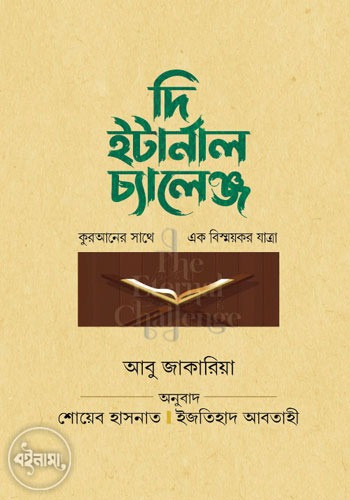 দি
ইটার্নাল
চ্যালেঞ্জ
কুরআনের সাথে এক বিস্ময়কর যাত্রা
The
Eternal
Challenge
আবু জাকারিয়া
অনুবাদ
শোয়েব হাসনাত ইজতিহাদ আবতাহী
বইনামা